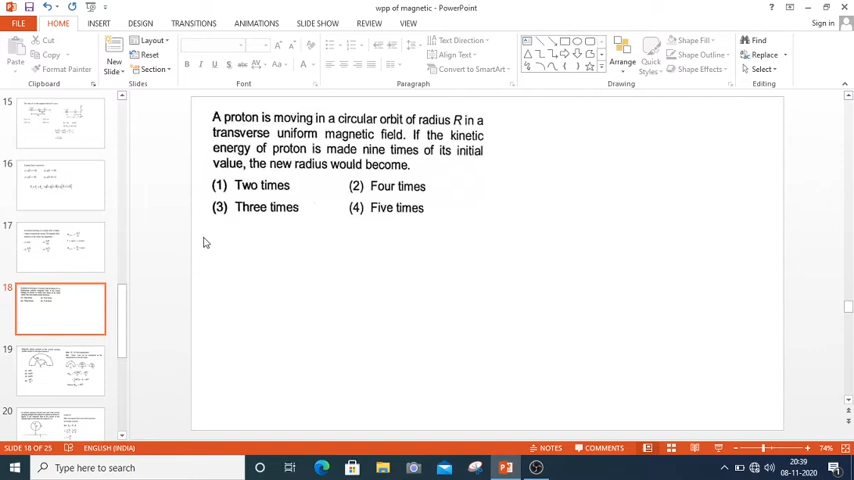 wpp of magnetic - PowerPoint
FILE HOME INSERT DESIGN TRANSITIONS ANIMATIONS SLIDE SHOW REVIEW VIEW Sign in
Paste
Cut
Copy
Format Painter
Clipboard
New Slide
Layout
Reset
Section
Slides
Font
Paragraph
Text Direction
Align Text
Convert to SmartArt
Drawing
Arrange
Quick Styles
Shape Fill
Shape Outline
Shape Effects
Find
Replace
Select
Editing
15
16
17
18
19
20
A proton is moving in a circular orbit of radius R in a
transverse uniform magnetic field. If the kinetic
energy of proton is made nine times of its initial
value, the new radius would become.
(1) Two times (2) Four times
(3) Three times (4) Five times
SLIDE 18 OF 25 ENGLISH (INDIA) NOTES COMMENTS 74%
Type here to search
20:39
08-11-2020